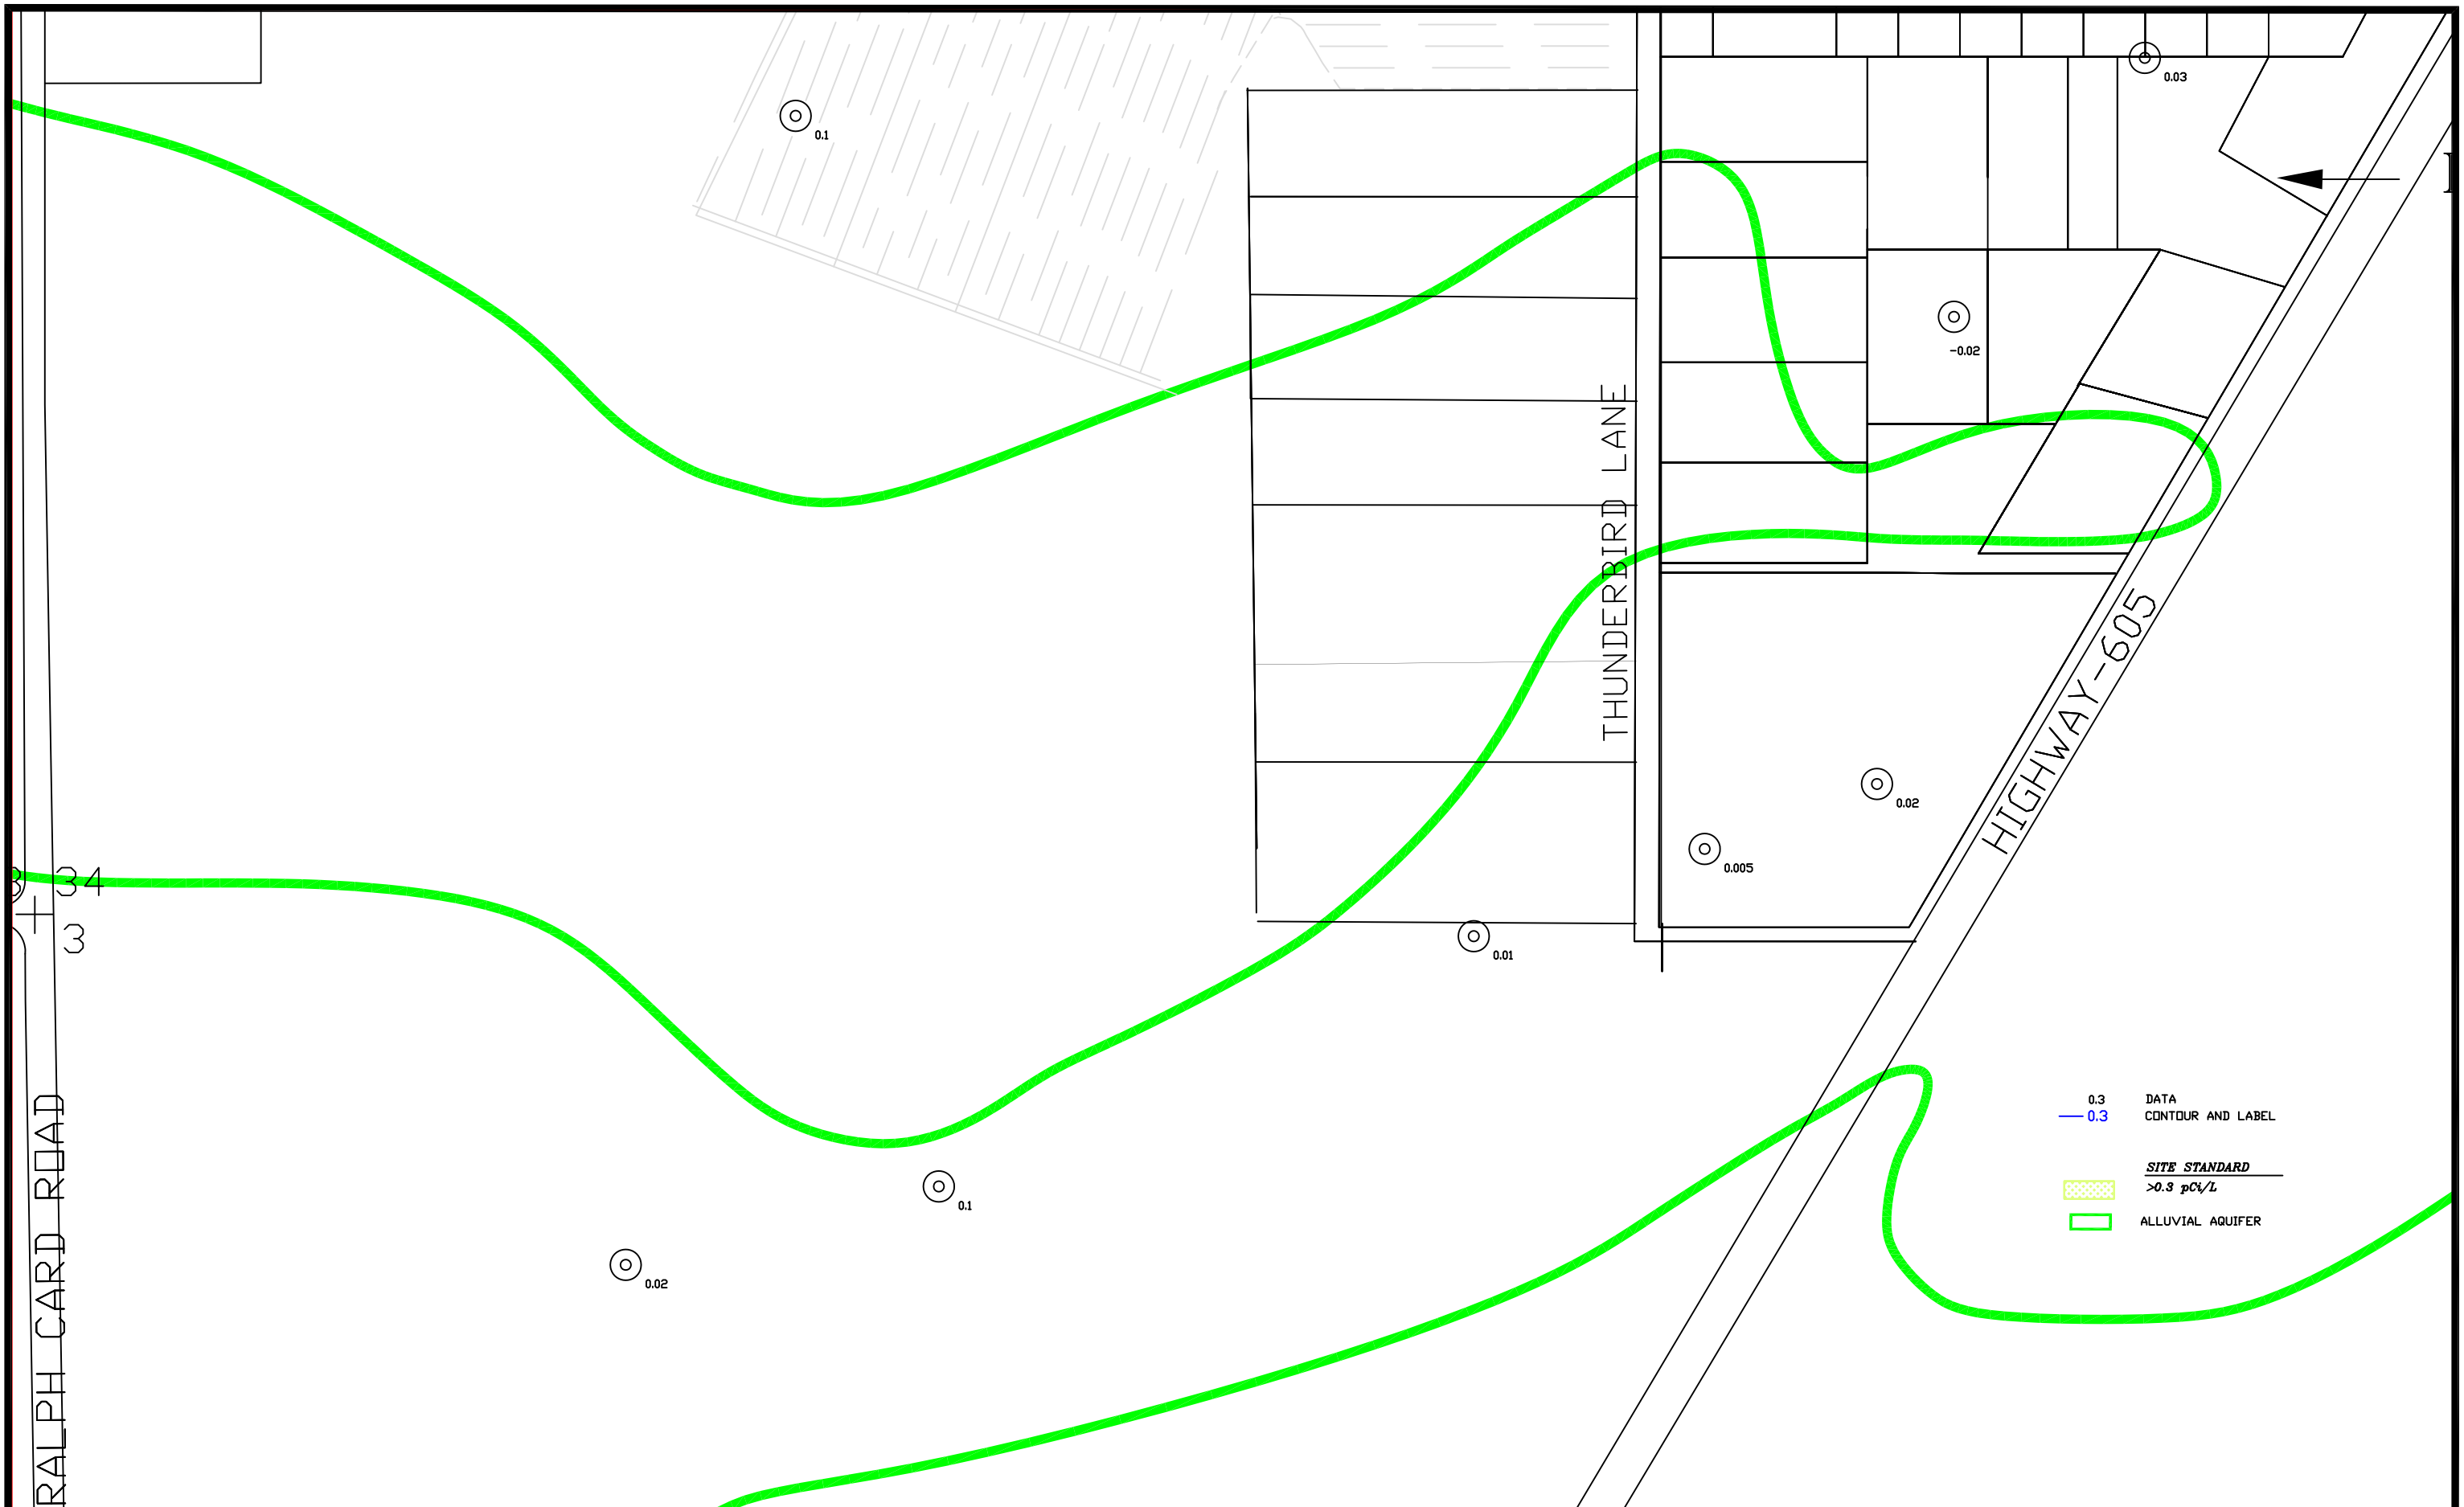 0.03
0.1
-0.02
THUNDERBIRD LANE
HIGHWAY-605
0.02
0.005
34
3
0.01
RALPH CARD ROAD
0.3 DATA
0.3 CONTOUR AND LABEL
SITE STANDARD
>0.3 pCi/L
ALLUVIAL AQUIFER
0.1
0.02